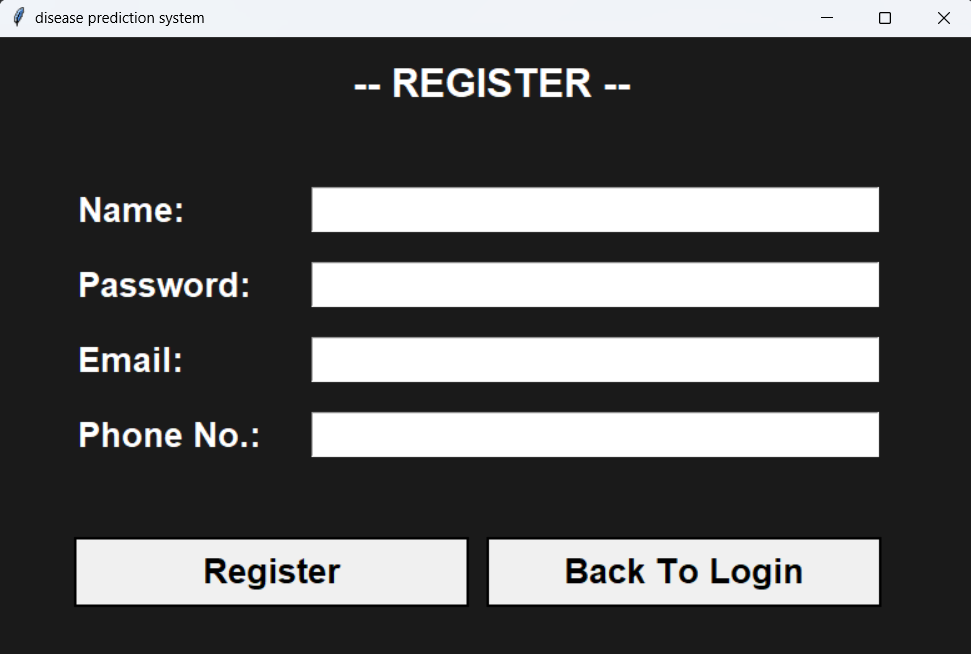 disease prediction system
-- REGISTER --
Name:
Password:
Email:
Phone No.:
Register
Back To Login